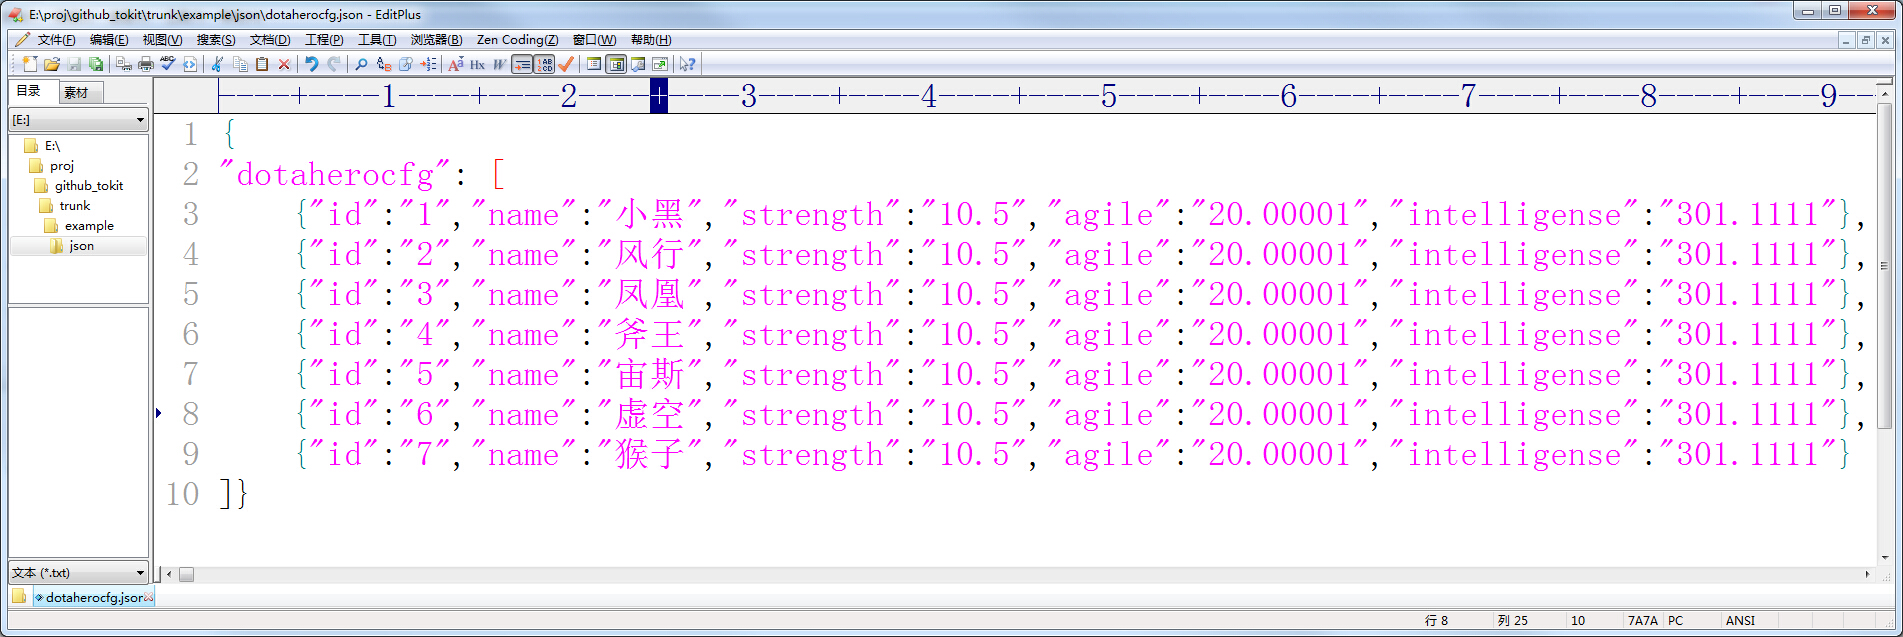 E:\proj\github_tokit\trunk\example\json\dotaherocfg.json - EditPlus
文件(F) 编辑(E) 视图(V) 搜索(S) 文档(D) 工程(P) 工具(T) 浏览器(B) Zen Coding(Z) 窗口(W) 帮助(H)
目录 素材
[E:]
E:\
proj
github_tokit
trunk
example
json
----+----1----+----2----+----3----+----4----+----5----+----6----+----7----+----8----+----9--
1 {
2 "dotaherocfg": [
3 {"id":"1","name":"小黑","strength":"10.5","agile":"20.00001","intelligense":"301.1111"},
4 {"id":"2","name":"风行","strength":"10.5","agile":"20.00001","intelligense":"301.1111"},
5 {"id":"3","name":"凤凰","strength":"10.5","agile":"20.00001","intelligense":"301.1111"},
6 {"id":"4","name":"斧王","strength":"10.5","agile":"20.00001","intelligense":"301.1111"},
7 {"id":"5","name":"宙斯","strength":"10.5","agile":"20.00001","intelligense":"301.1111"},
8 {"id":"6","name":"虚空","strength":"10.5","agile":"20.00001","intelligense":"301.1111"},
9 {"id":"7","name":"猴子","strength":"10.5","agile":"20.00001","intelligense":"301.1111"}
10 ]}
文本 (*.txt)
dotaherocfg.json
行 8 列 25 10 7A7A PC ANSI